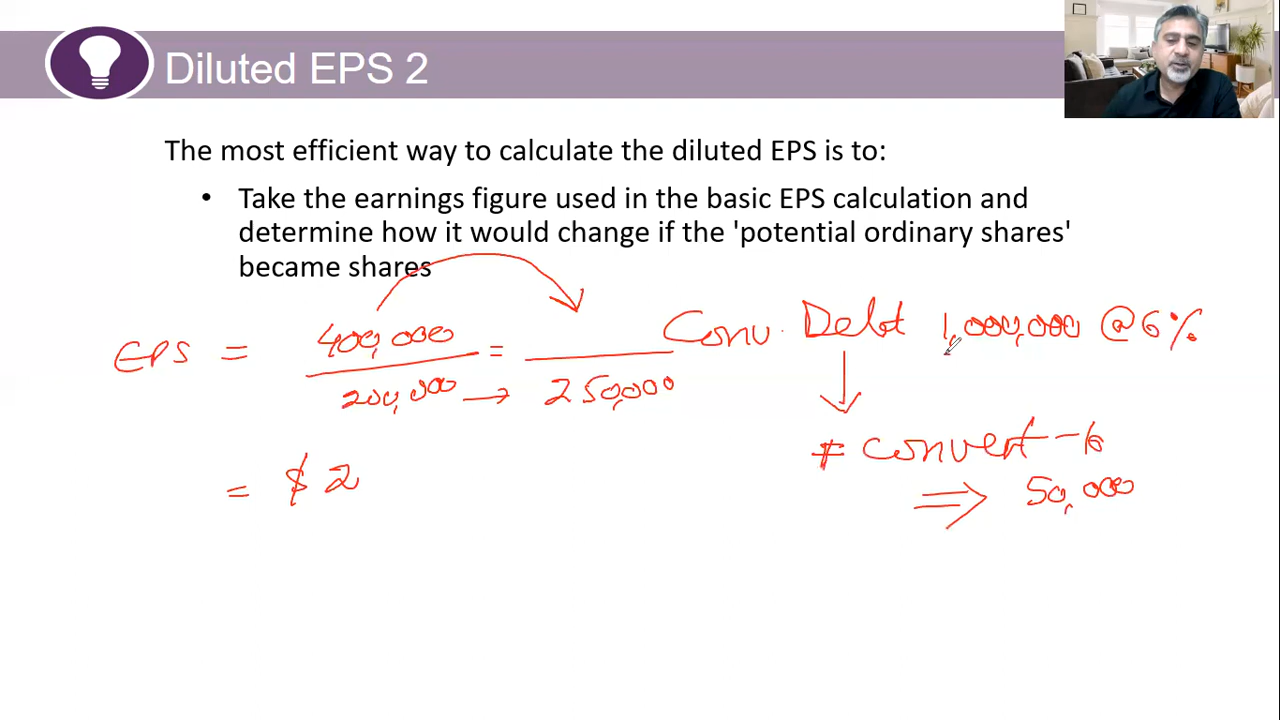 Diluted EPS 2
The most efficient way to calculate the diluted EPS is to:
• Take the earnings figure used in the basic EPS calculation and
determine how it would change if the 'potential ordinary shares'
became shares
EPS = 400,000 / 200,000 = / 250,000
Conv. Debt 1,000,000 @ 6%
convert
⇒ 50,000
= $2